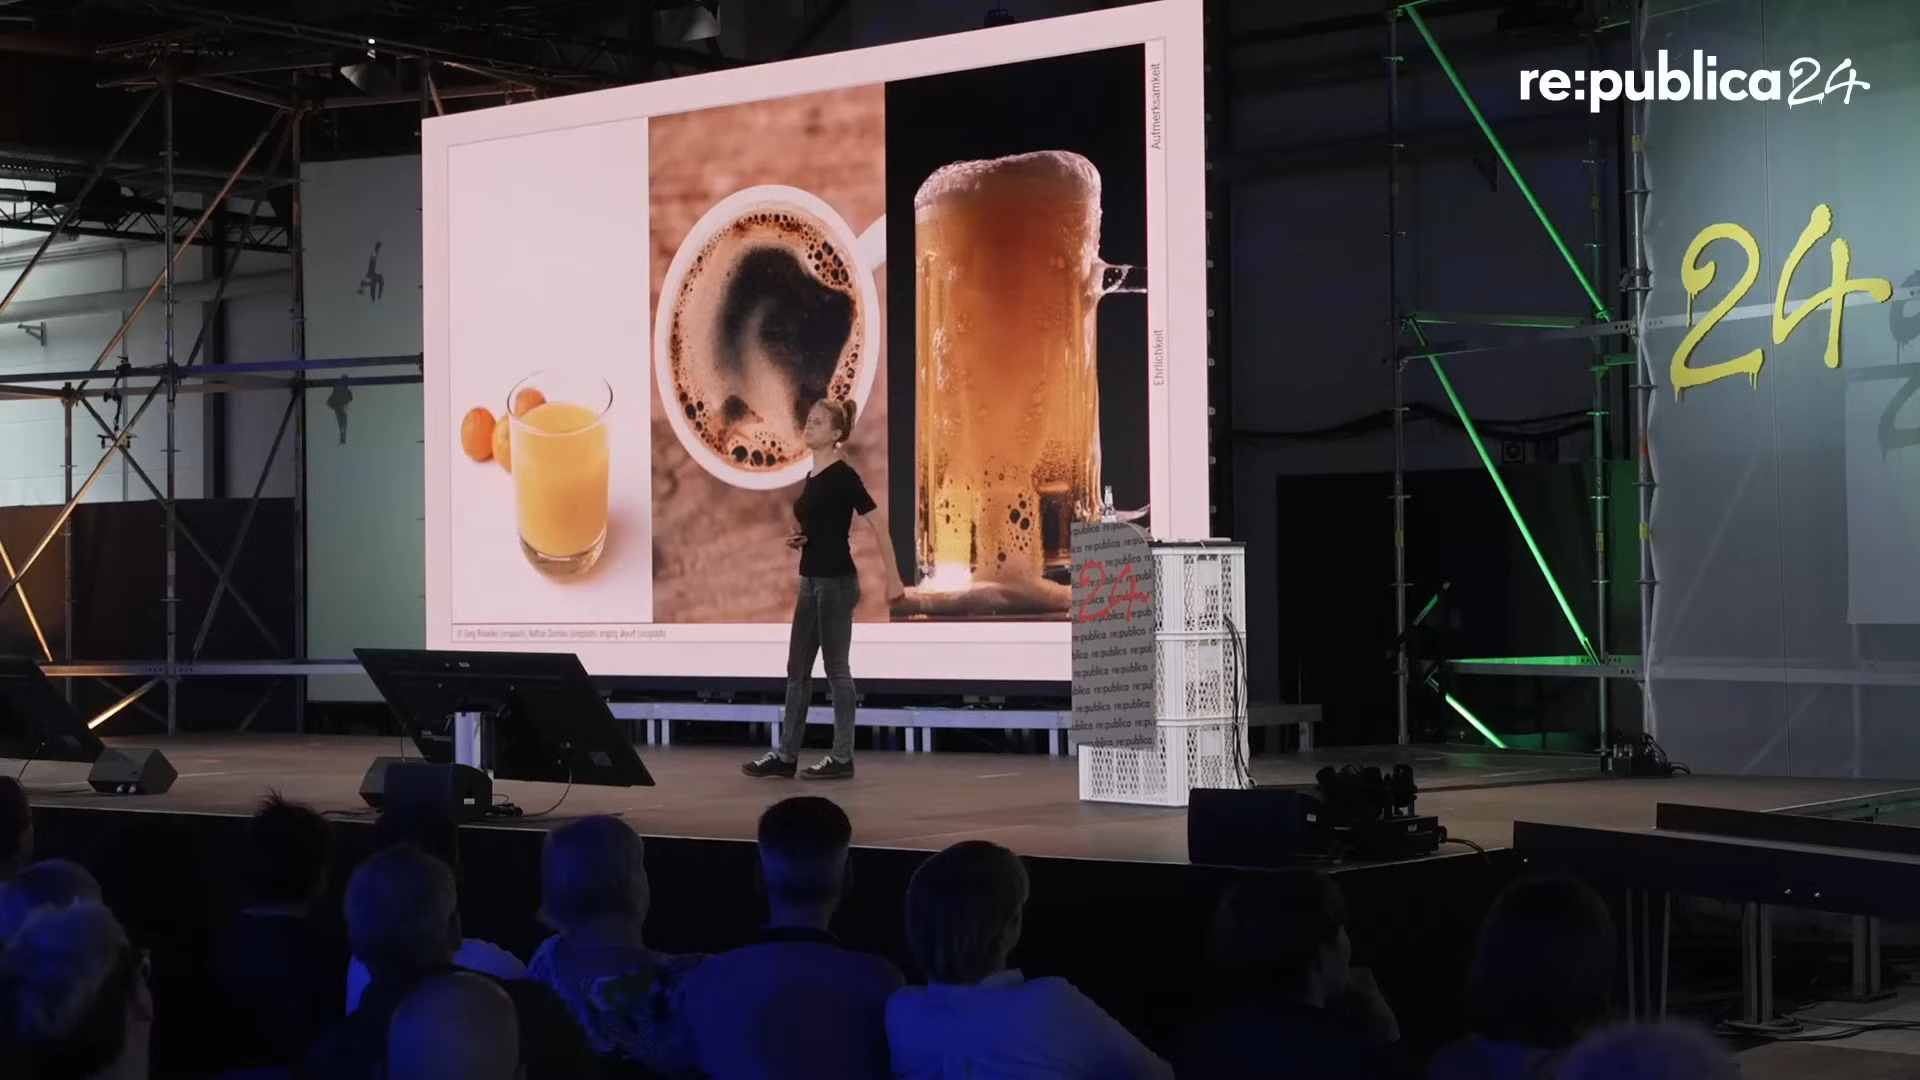 re:publica24
Aufmerksamkeit
Ehrlichkeit
24
24
re:publica